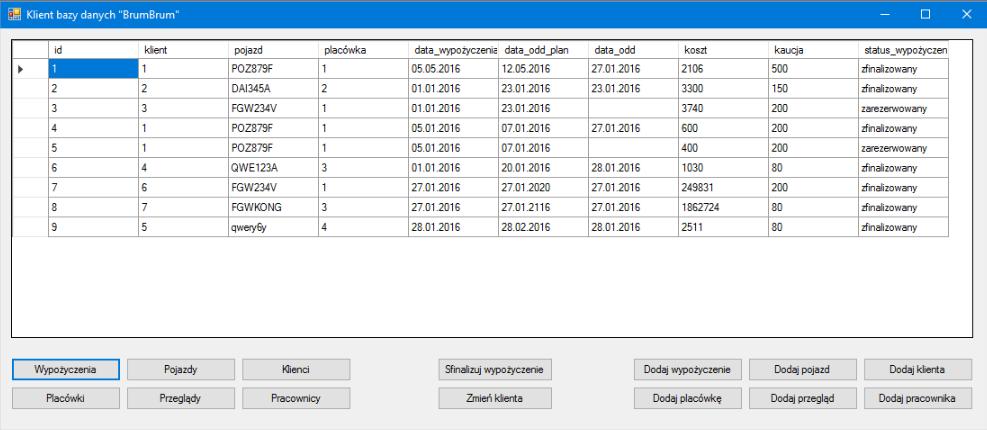 Klient bazy danych "BrumBrum"
id klient pojazd placówka data_wypożyczenia data_odd_plan data_odd koszt kaucja status_wypożyczen
1 1 POZ879F 1 05.05.2016 12.05.2016 27.01.2016 2106 500 zfinalizowany
2 2 DAI345A 2 01.01.2016 23.01.2016 23.01.2016 3300 150 zfinalizowany
3 3 FGW234V 1 01.01.2016 23.01.2016 3740 200 zarezerwowany
4 1 POZ879F 1 05.01.2016 07.01.2016 27.01.2016 600 200 zfinalizowany
5 1 POZ879F 1 05.01.2016 07.01.2016 400 200 zarezerwowany
6 4 QWE123A 3 01.01.2016 20.01.2016 28.01.2016 1030 80 zfinalizowany
7 6 FGW234V 1 27.01.2016 27.01.2020 27.01.2016 249831 200 zfinalizowany
8 7 FGWKONG 3 27.01.2016 27.01.2116 27.01.2016 1862724 80 zfinalizowany
9 5 qwery6y 4 28.01.2016 28.02.2016 28.01.2016 2511 80 zfinalizowany
Wypożyczenia Pojazdy Klienci Sfinalizuj wypożyczenie Dodaj wypożyczenie Dodaj pojazd Dodaj klienta
Placówki Przeglądy Pracownicy Zmień klienta Dodaj placówkę Dodaj przegląd Dodaj pracownika